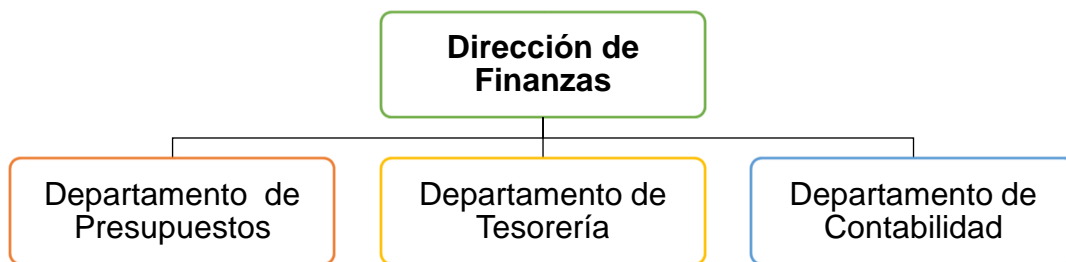 Dirección de
Finanzas
Departamento de
Presupuestos
Departamento de
Tesorería
Departamento de
Contabilidad